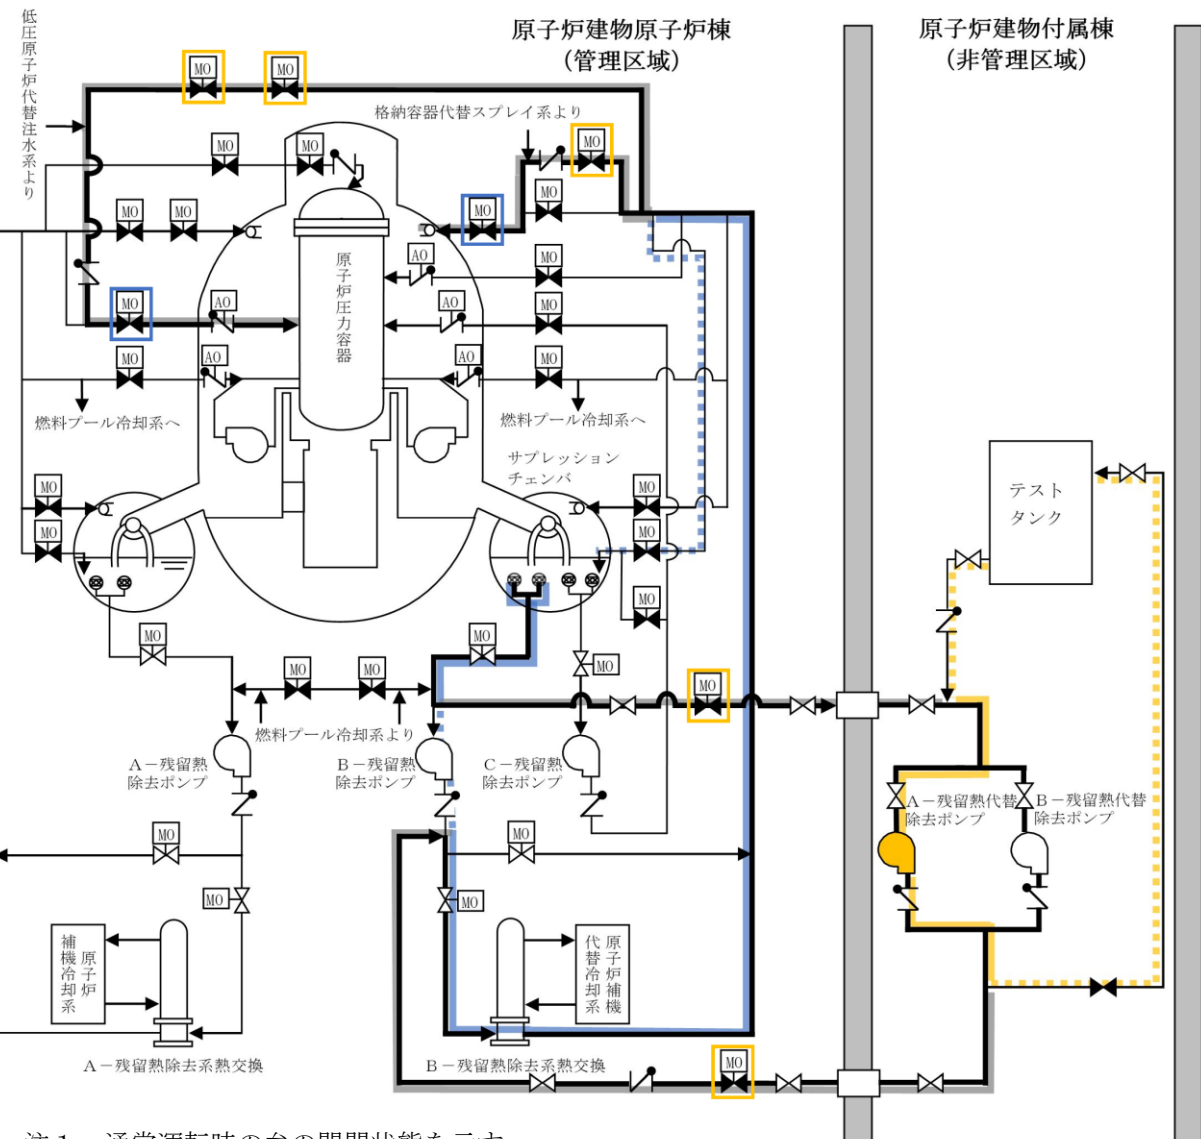 低圧原子炉代替注水系より
原子炉建物原子炉棟
（管理区域）
原子炉建物付属棟
（非管理区域）
MO
MO
格納容器代替スプレイ系より
MO
MO
MO
MO
MO
MO
MO
MO
AO
MO
原子炉圧力容器
MO
AO
AO
MO
MO
AO
AO
MO
燃料プール冷却系へ
燃料プール冷却系へ
サプレッション
チェンバ
MO
MO
MO
MO
MO
テスト
タンク
MO
MO
MO
MO
MO
MO
燃料プール冷却系より
A－残留熱
除去ポンプ
B－残留熱
除去ポンプ
C－残留熱
除去ポンプ
A－残留熱代替
除去ポンプ
B－残留熱代替
除去ポンプ
MO
MO
MO
MO
原子炉
補機冷却系
原子炉補機
代替冷却系
A－残留熱除去系熱交換
B－残留熱除去系熱交換
MO